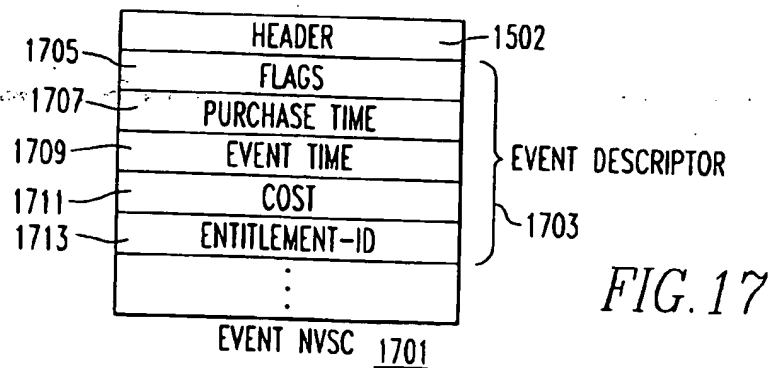 HEADER 1502
1705 FLAGS
1707 PURCHASE TIME
1709 EVENT TIME EVENT DESCRIPTOR
1711 COST 1703
1713 ENTITLEMENT-ID
EVENT NVSC 1701
FIG. 17